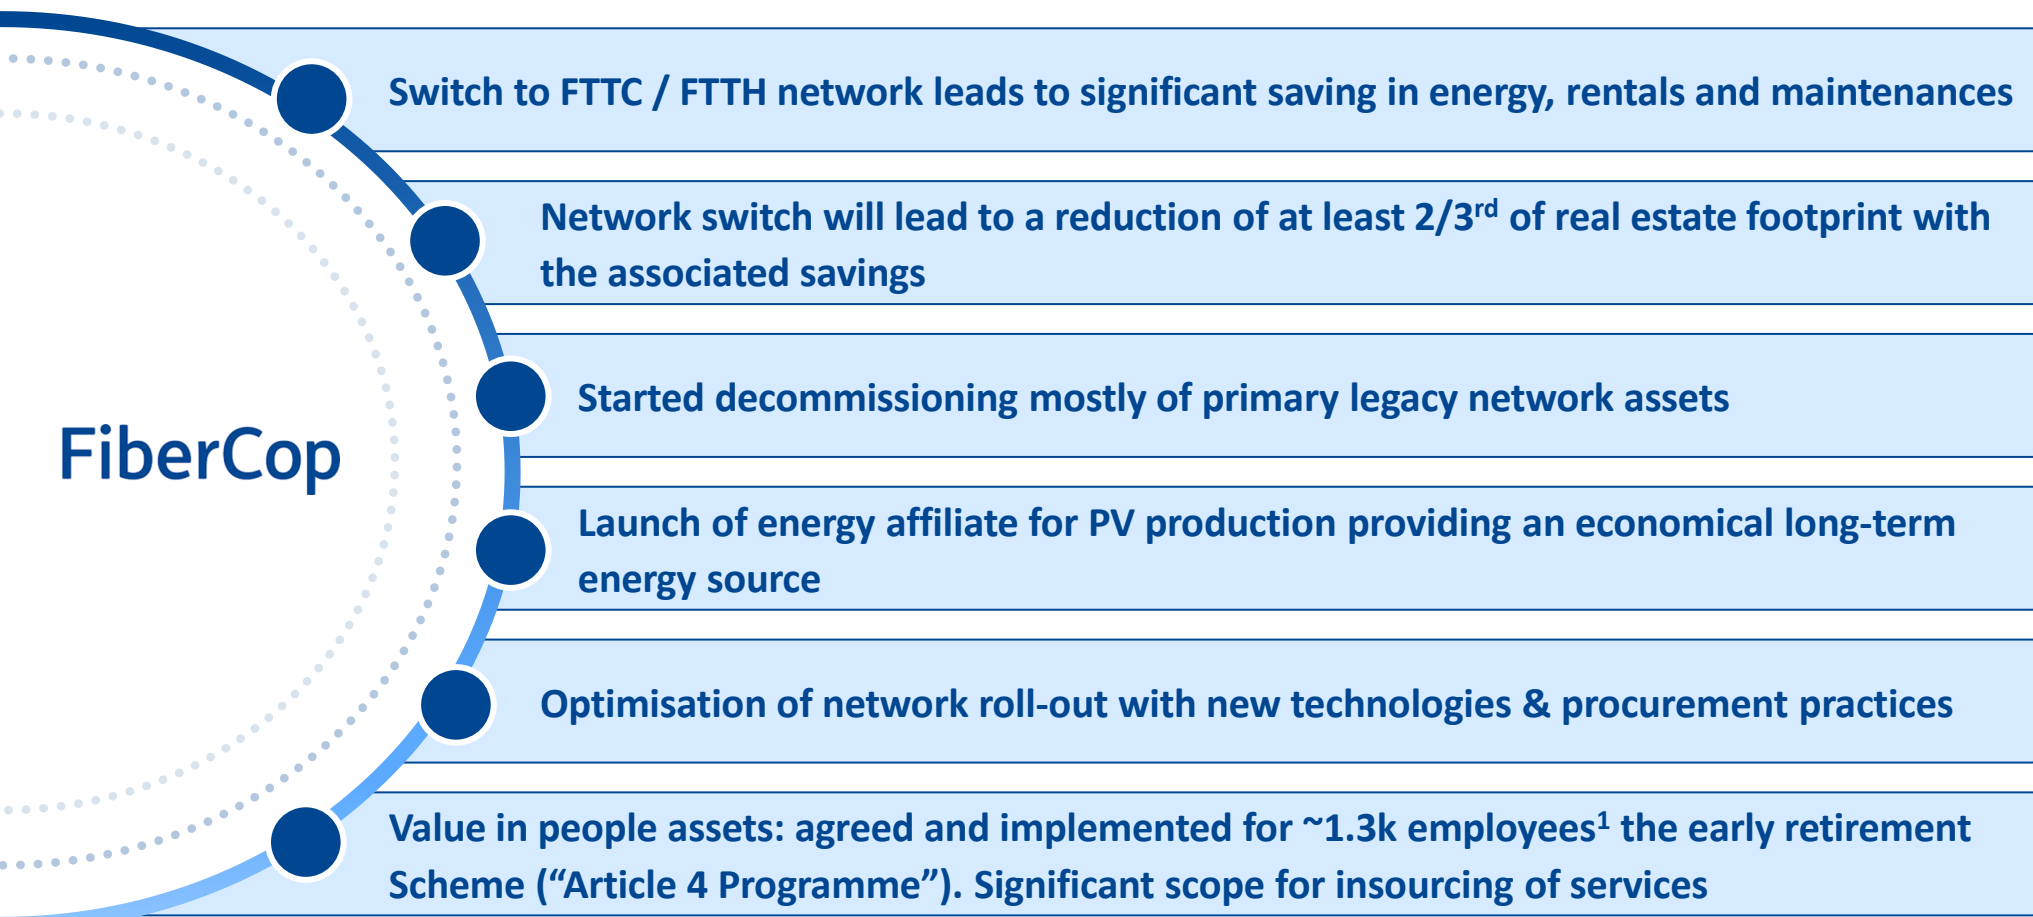 FiberCop
Switch to FTTC / FTTH network leads to significant saving in energy, rentals and maintenances
Network switch will lead to a reduction of at least 2/3rd of real estate footprint with
the associated savings
Started decommissioning mostly of primary legacy network assets
Launch of energy affiliate for PV production providing an economical long-term
energy source
Optimisation of network roll-out with new technologies & procurement practices
Value in people assets: agreed and implemented for ~1.3k employees1 the early retirement
Scheme (“Article 4 Programme”). Significant scope for insourcing of services